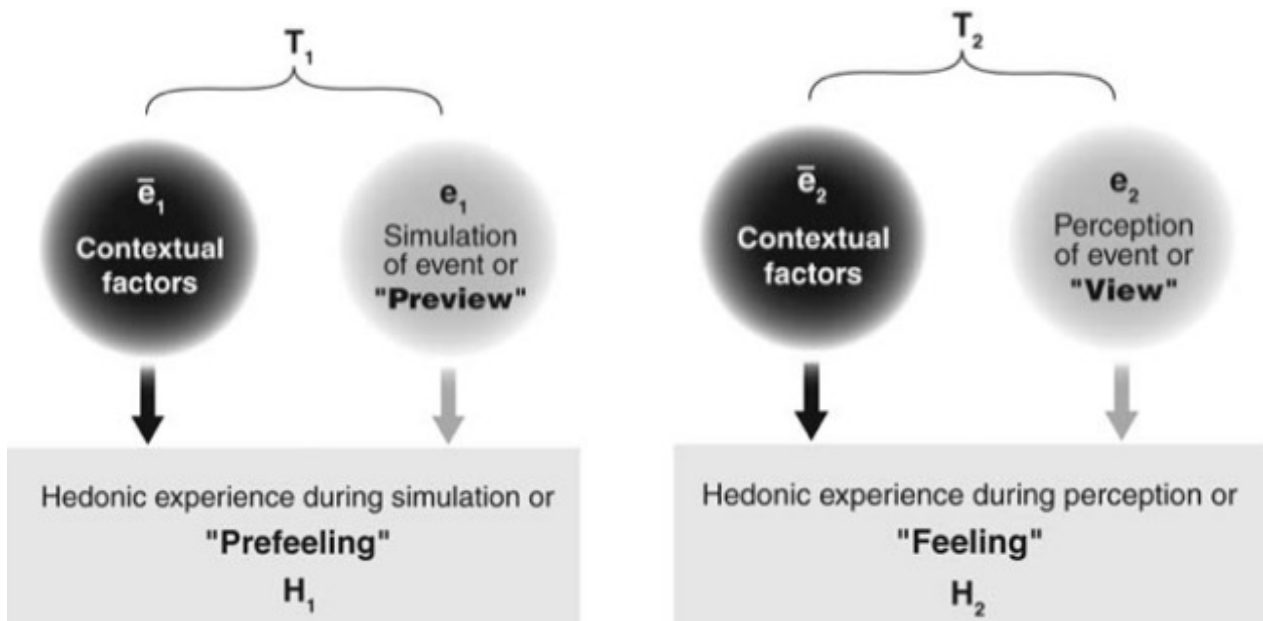 T₁
ē₁
Contextual
factors
e₁
Simulation
of event or
"Preview"
Hedonic experience during simulation or
"Prefeeling"
H₁
T₂
ē₂
Contextual
factors
e₂
Perception
of event or
"View"
Hedonic experience during perception or
"Feeling"
H₂